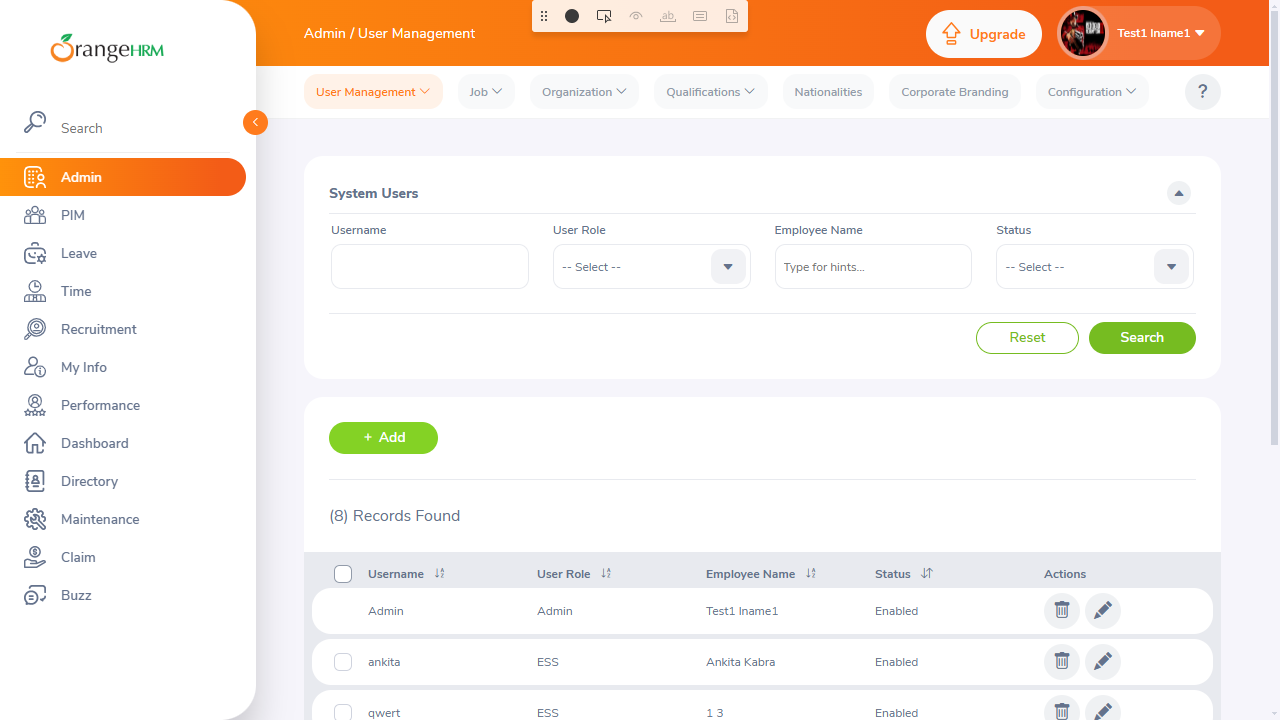 OrangeHRM
Admin / User Management
ab
Upgrade
Test1 lname1
User Management
Job
Organization
Qualifications
Nationalities
Corporate Branding
Configuration
?
Search
Admin
PIM
Leave
Time
Recruitment
My Info
Performance
Dashboard
Directory
Maintenance
Claim
Buzz
System Users
Username User Role Employee Name Status
-- Select -- Type for hints... -- Select --
Reset Search
+ Add
(8) Records Found
Username User Role Employee Name Status Actions
Admin Admin Test1 lname1 Enabled
ankita ESS Ankita Kabra Enabled
qwert ESS 1 3 Enabled